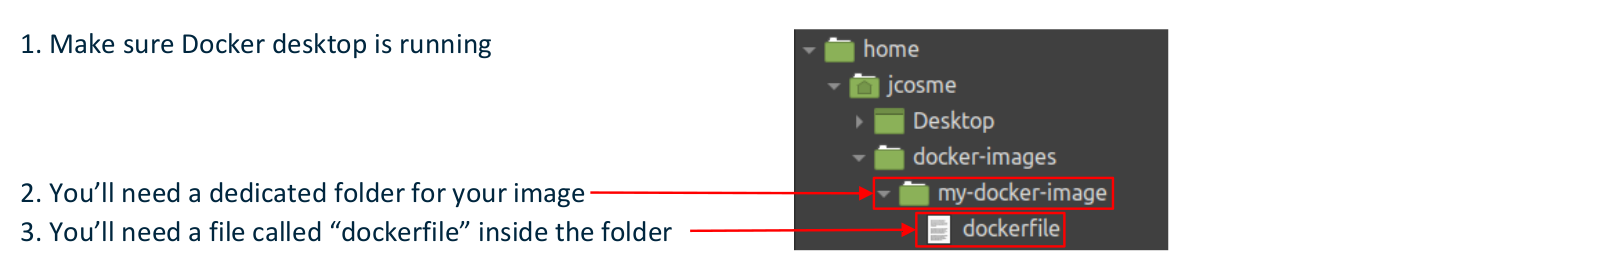 1. Make sure Docker desktop is running
home
jcosme
Desktop
docker-images
2. You’ll need a dedicated folder for your image
my-docker-image
3. You’ll need a file called “dockerfile” inside the folder
dockerfile